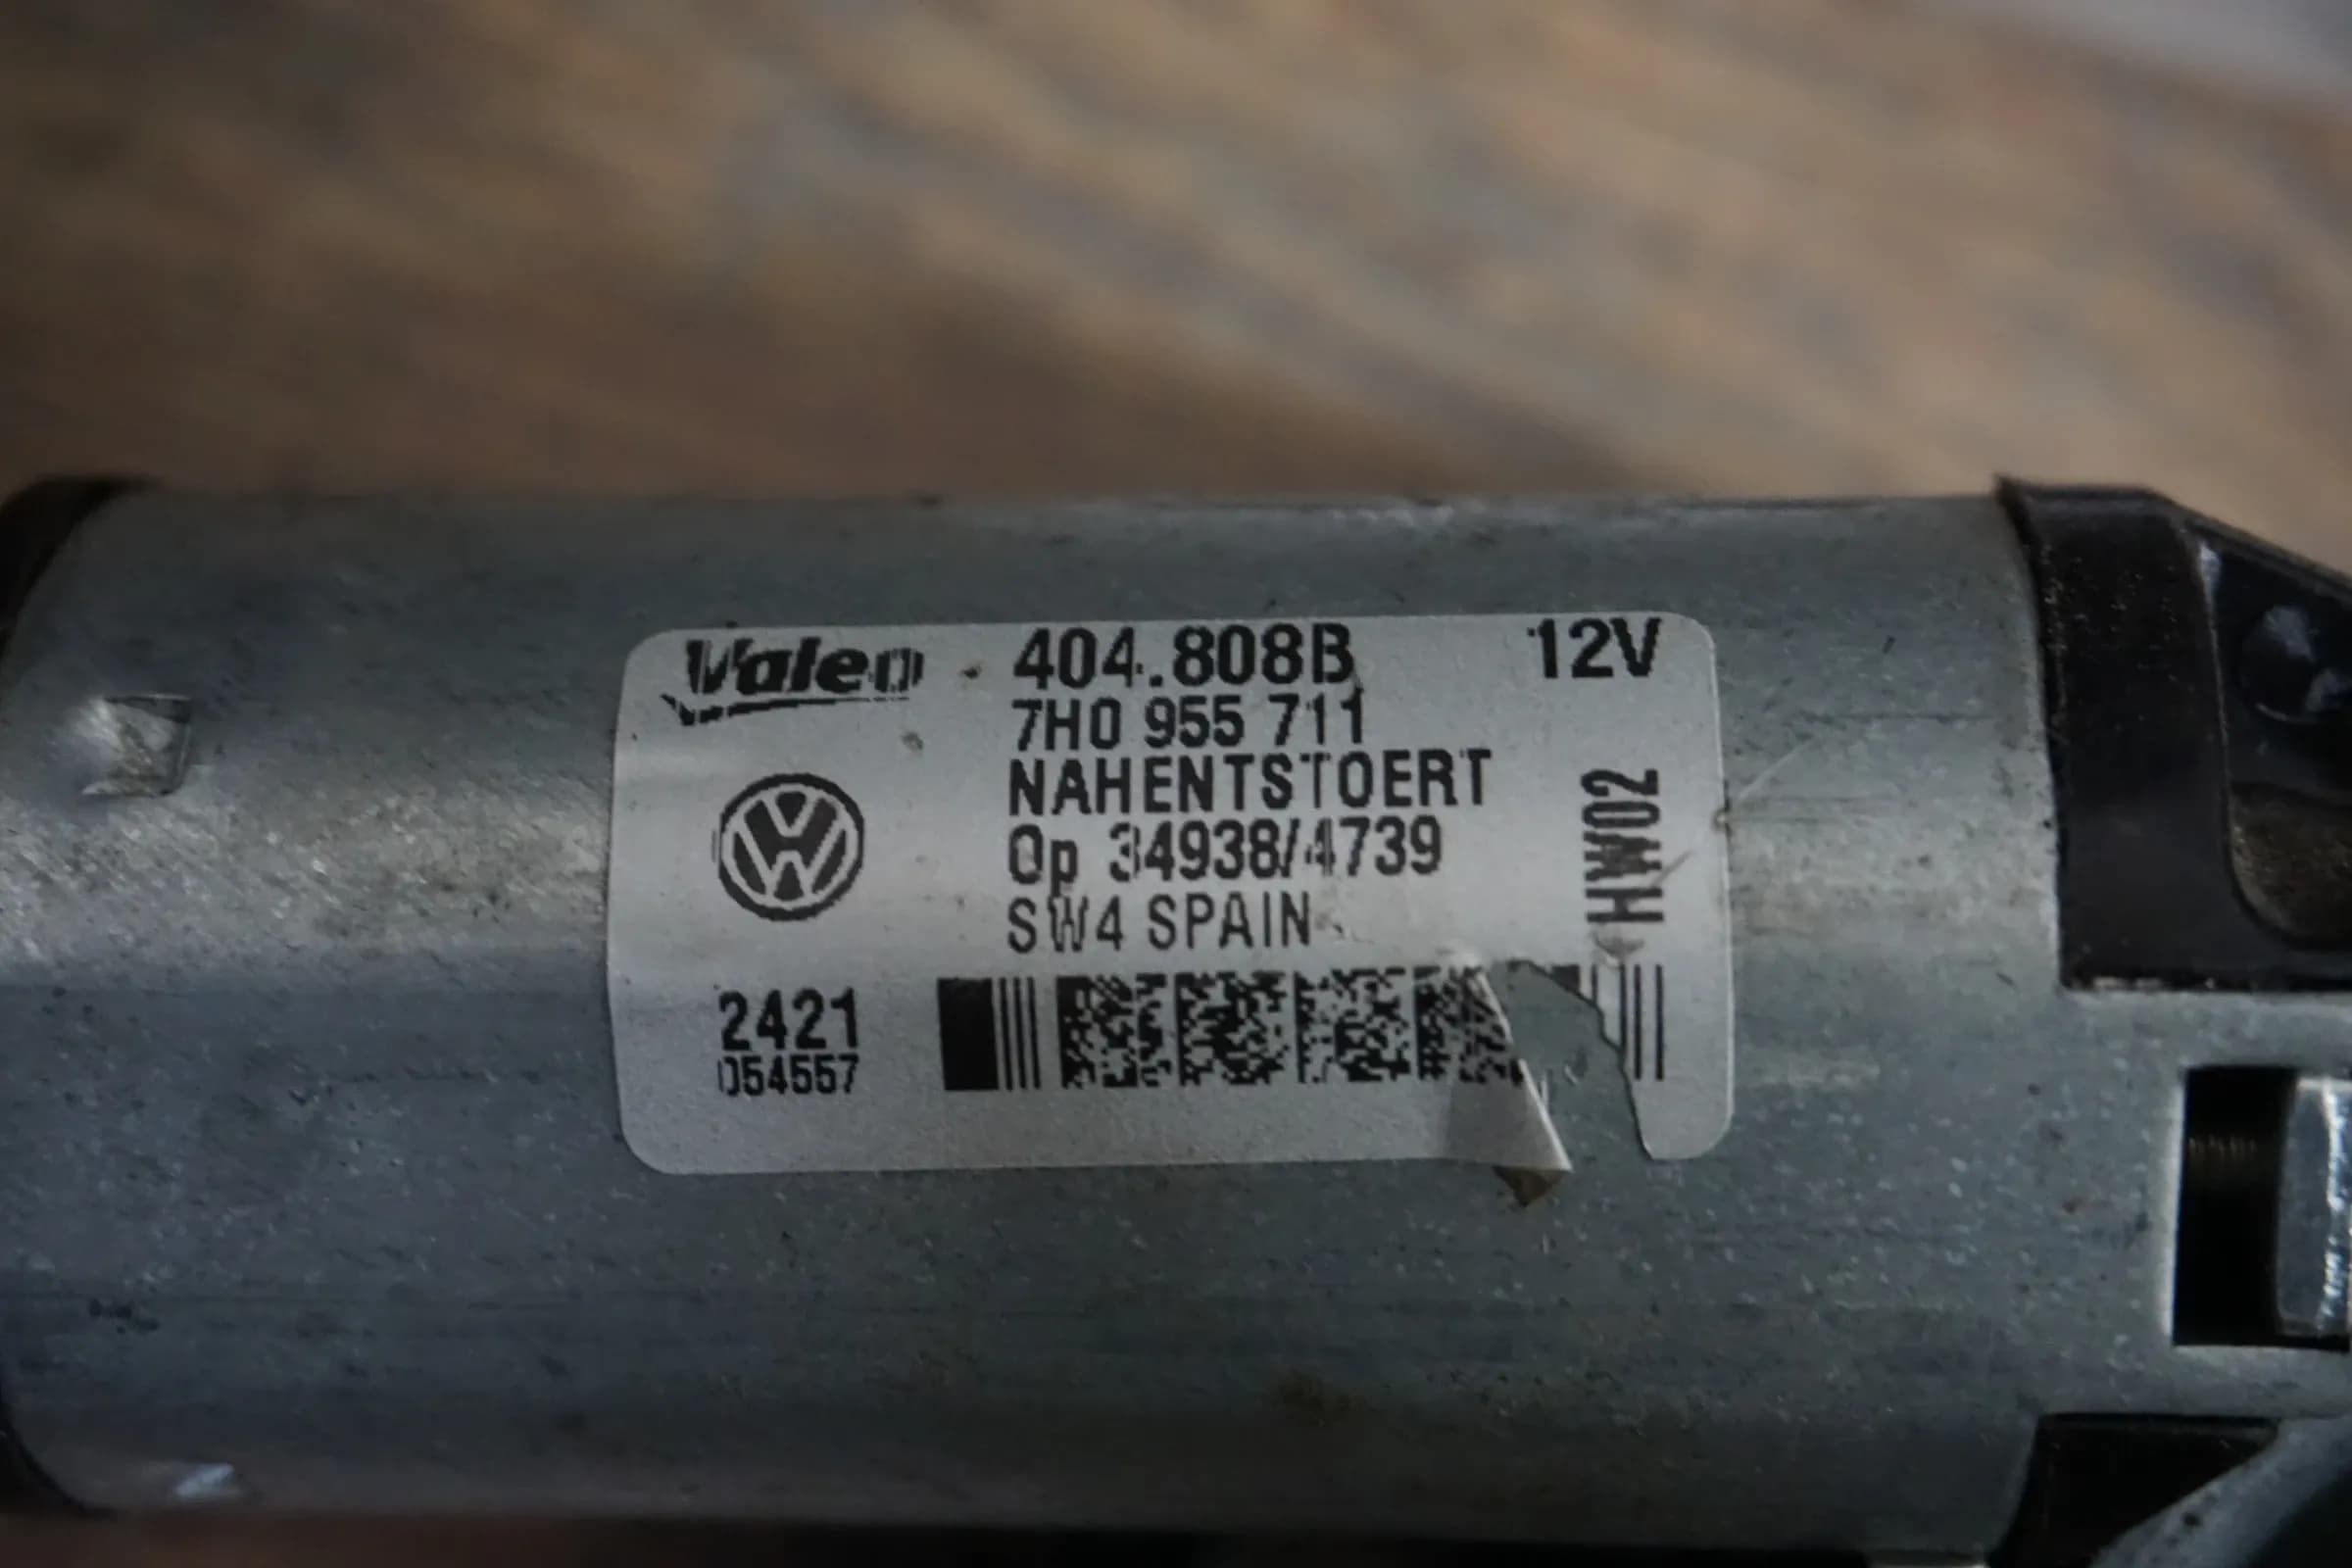 Valeo 404.808B 12V
7H0 955 711
NAHENTSTOERT
Op 34938/4739
SW4 SPAIN
HW02
2421
054557